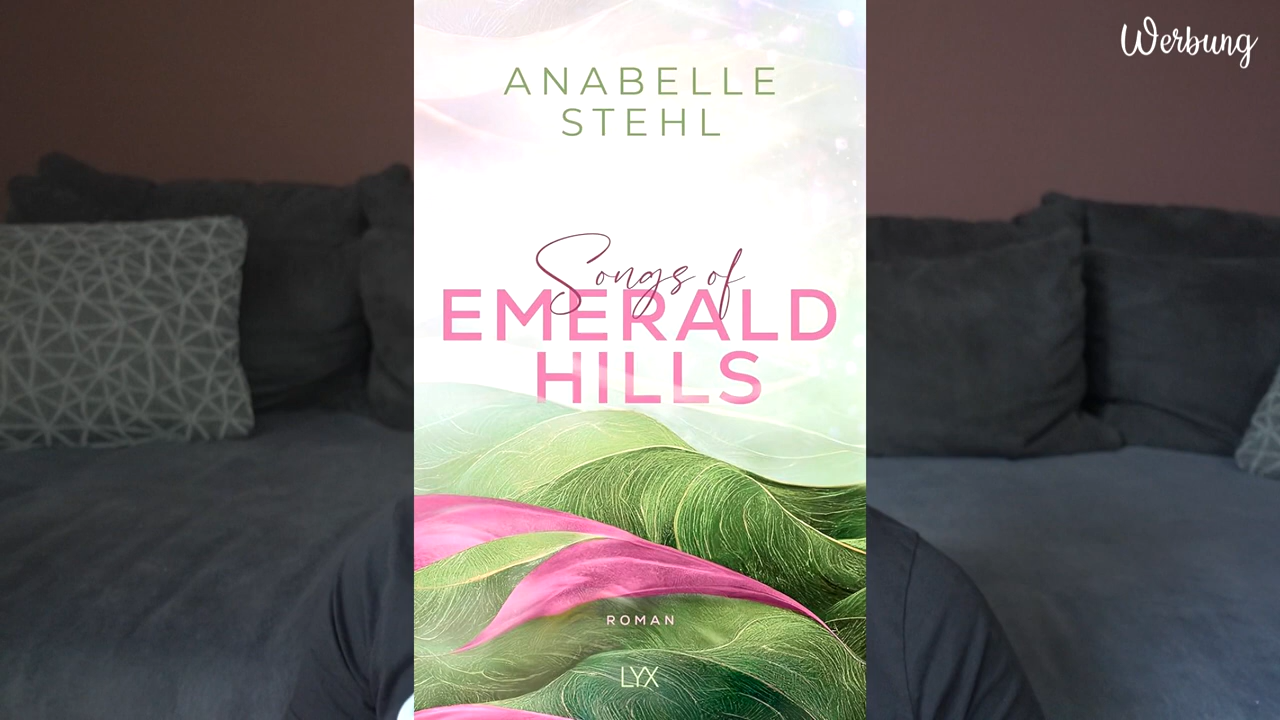 Werbung
ANABELLE
STEHL
Songs of
EMERALD
HILLS
ROMAN
LYX